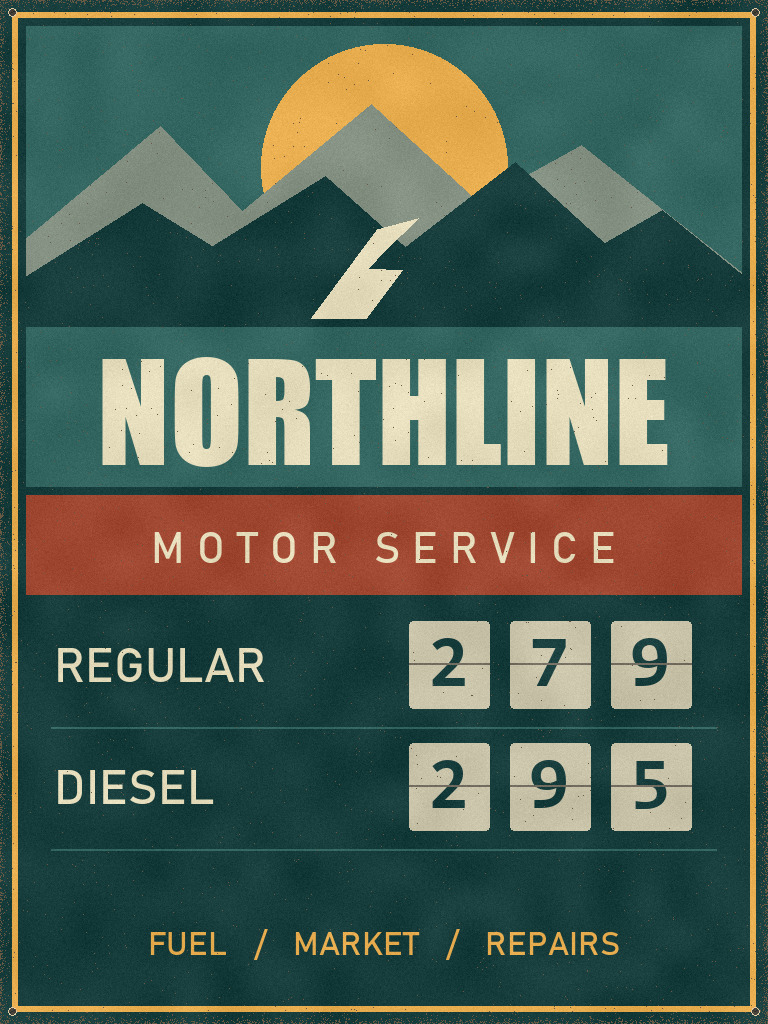 NORTHLINE
MOTOR SERVICE
REGULAR 2 7 9
DIESEL 2 9 5
FUEL / MARKET / REPAIRS